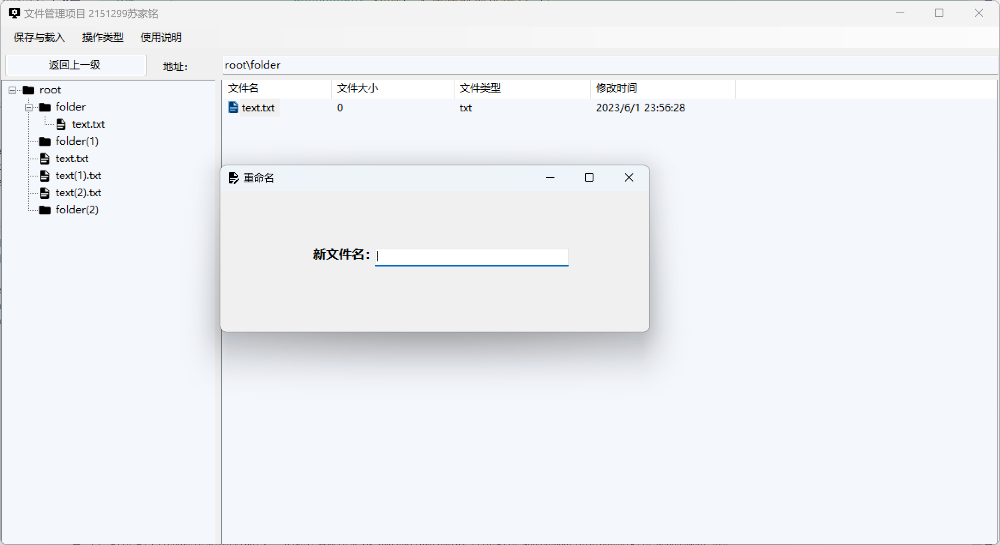 文件管理项目 2151299苏家铭
保存与载入 操作类型 使用说明
返回上一级 地址： root\folder
root
folder
text.txt
folder(1)
text.txt
text(1).txt
text(2).txt
folder(2)
文件名 文件大小 文件类型 修改时间
text.txt 0 txt 2023/6/1 23:56:28
重命名
新文件名：